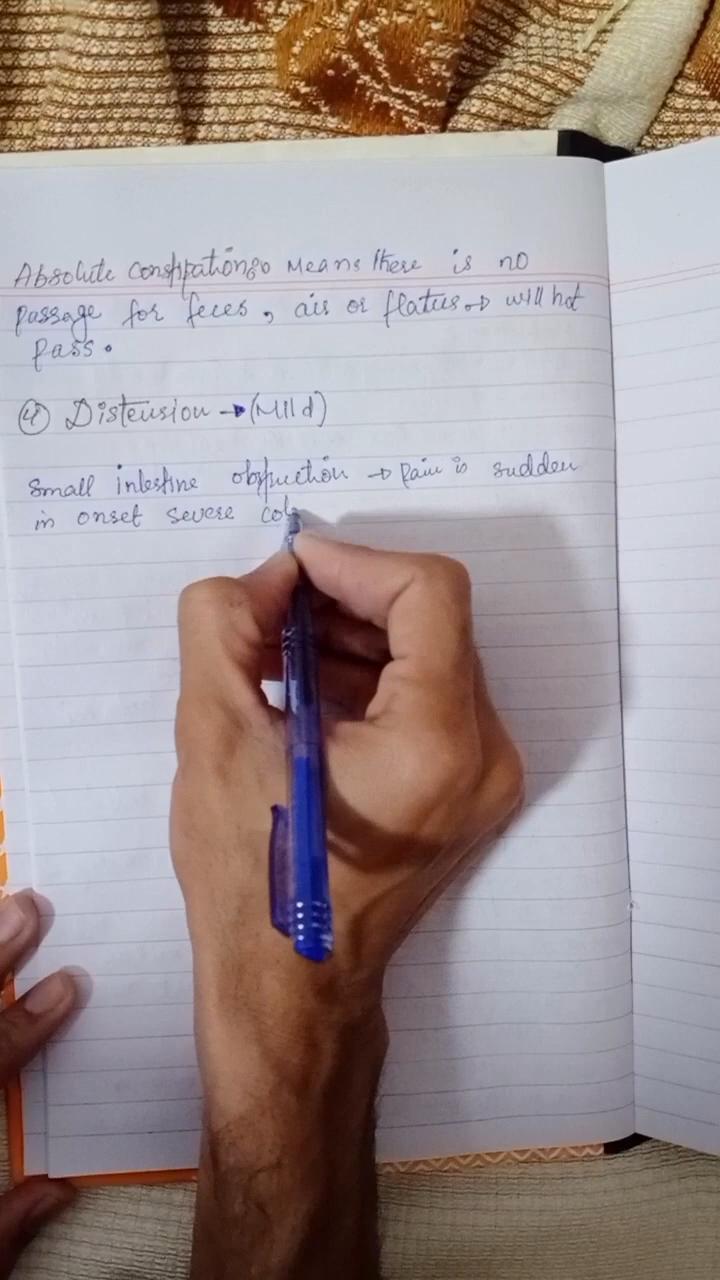 Absolute Constipation:o Means there is no
passage for feces, air or flatus → will not
pass.
④ Distension → (Mild)
Small intestine obstruction → Pain is sudden
in onset severe col